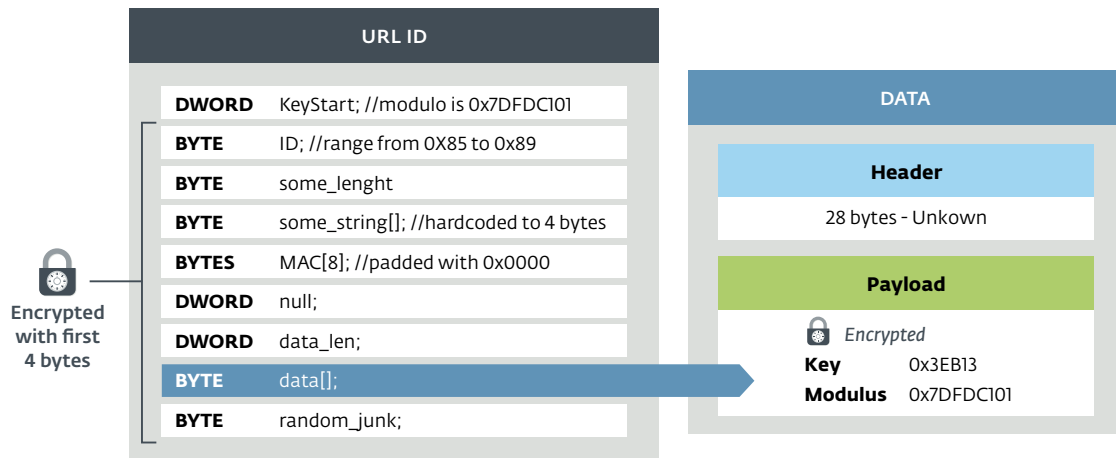 URL ID
DWORD KeyStart; //modulo is 0x7DFDC101
BYTE ID; //range from 0X85 to 0x89
BYTE some_lenght
BYTE some_string[]; //hardcoded to 4 bytes
BYTES MAC[8]; //padded with 0x0000
DWORD null;
DWORD data_len;
BYTE data[];
BYTE random_junk;
Encrypted
with first
4 bytes
DATA
Header
28 bytes - Unkown
Payload
Encrypted
Key 0x3EB13
Modulus 0x7DFDC101